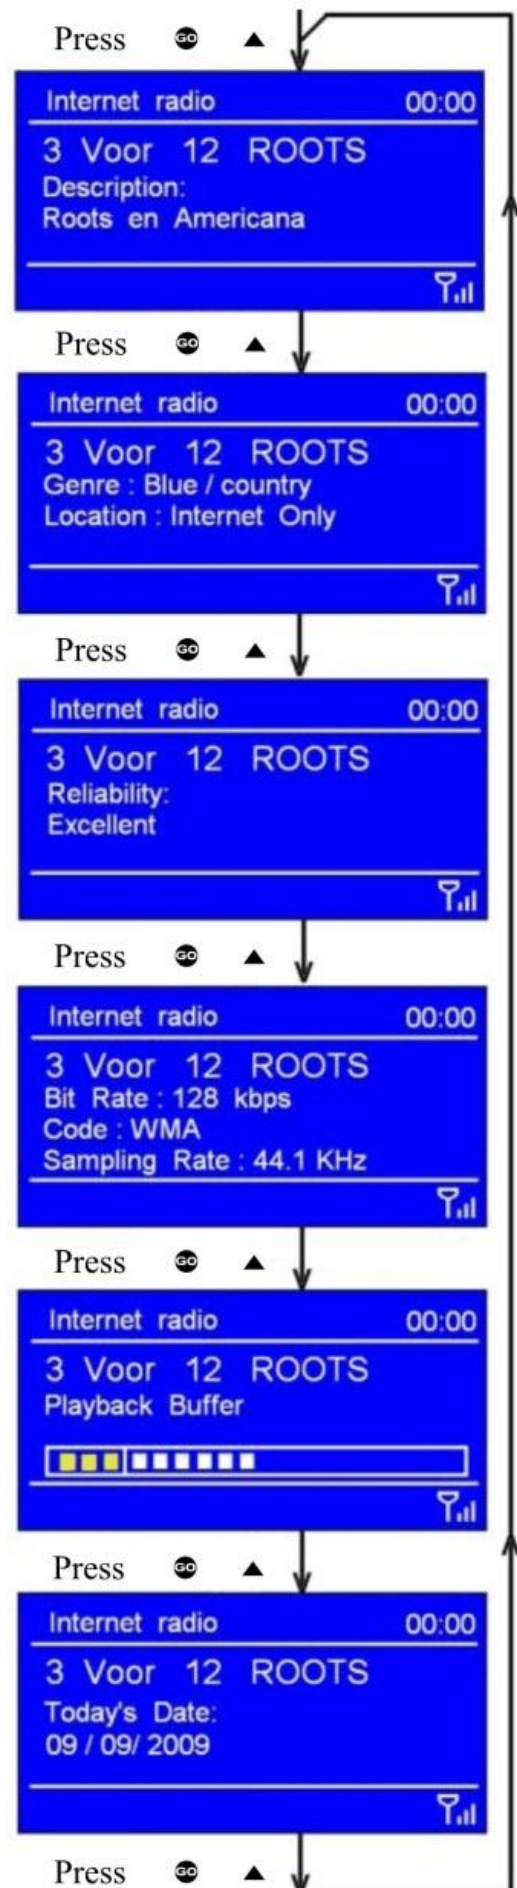 Press GO ▲
Internet radio 00:00
3 Voor 12 ROOTS
Description:
Roots en Americana
Press GO ▲
Internet radio 00:00
3 Voor 12 ROOTS
Genre : Blue / country
Location : Internet Only
Press GO ▲
Internet radio 00:00
3 Voor 12 ROOTS
Reliability:
Excellent
Press GO ▲
Internet radio 00:00
3 Voor 12 ROOTS
Bit Rate : 128 kbps
Code : WMA
Sampling Rate : 44.1 KHz
Press GO ▲
Internet radio 00:00
3 Voor 12 ROOTS
Playback Buffer
Press GO ▲
Internet radio 00:00
3 Voor 12 ROOTS
Today's Date:
09 / 09/ 2009
Press GO ▲